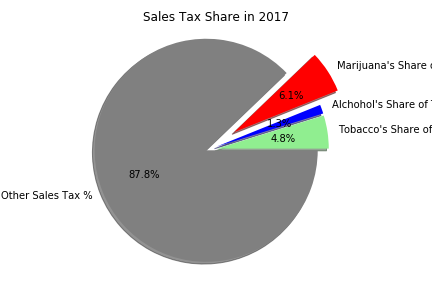 Sales Tax Share in 2017
Marijuana's Share
6.1%
Alchohol's Share of
1.3%
Tobacco's Share of
4.8%
87.8%
Other Sales Tax %